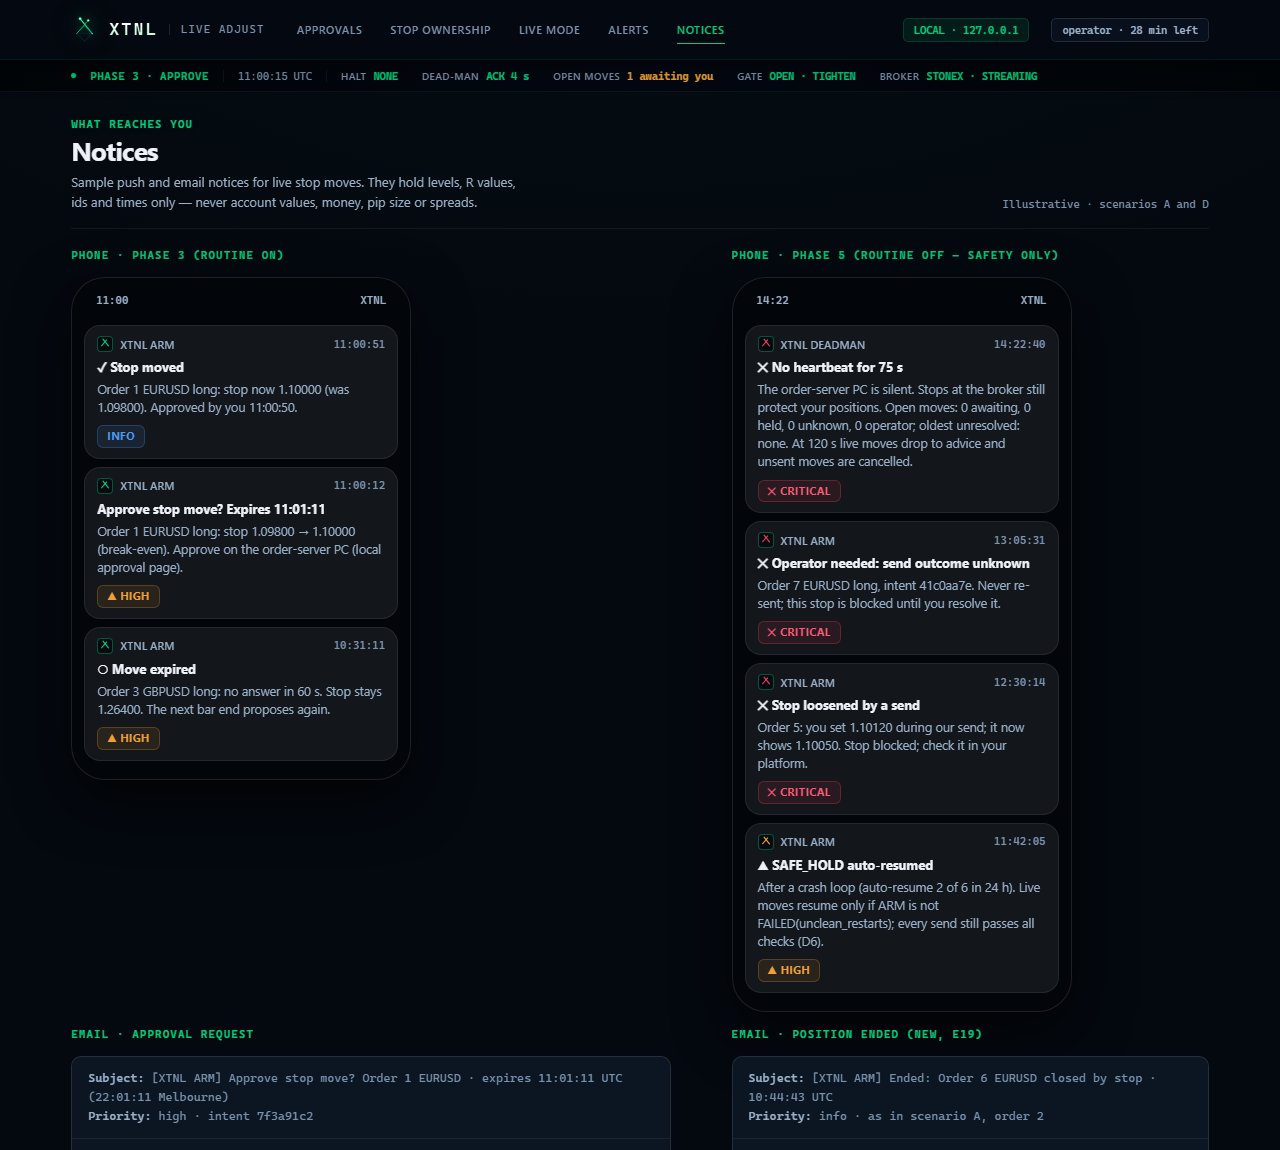 XTNL
LIVE ADJUST
APPROVALS
STOP OWNERSHIP
LIVE MODE
ALERTS
NOTICES
LOCAL · 127.0.0.1
operator · 28 min left
PHASE 3 · APPROVE
11:00:15 UTC
HALT NONE
DEAD-MAN ACK 4 s
OPEN MOVES 1 awaiting you
GATE OPEN · TIGHTEN
BROKER STONEX · STREAMING
WHAT REACHES YOU
Notices
Sample push and email notices for live stop moves. They hold levels, R values,
ids and times only — never account values, money, pip size or spreads.
Illustrative · scenarios A and D
PHONE · PHASE 3 (ROUTINE ON)
11:00
XTNL
XTNL ARM
11:00:51
✓ Stop moved
Order 1 EURUSD long: stop now 1.10000 (was
1.09800). Approved by you 11:00:50.
INFO
XTNL ARM
11:00:12
Approve stop move? Expires 11:01:11
Order 1 EURUSD long: stop 1.09800 → 1.10000
(break-even). Approve on the order-server PC (local
approval page).
▲ HIGH
XTNL ARM
10:31:11
○ Move expired
Order 3 GBPUSD long: no answer in 60 s. Stop stays
1.26400. The next bar end proposes again.
▲ HIGH
PHONE · PHASE 5 (ROUTINE OFF — SAFETY ONLY)
14:22
XTNL
XTNL DEADMAN
14:22:40
✕ No heartbeat for 75 s
The order-server PC is silent. Stops at the broker still
protect your positions. Open moves: 0 awaiting, 0
held, 0 unknown, 0 operator; oldest unresolved:
none. At 120 s live moves drop to advice and
unsent moves are cancelled.
✕ CRITICAL
XTNL ARM
13:05:31
✕ Operator needed: send outcome unknown
Order 7 EURUSD long, intent 41c0aa7e. Never re-
sent; this stop is blocked until you resolve it.
✕ CRITICAL
XTNL ARM
12:30:14
✕ Stop loosened by a send
Order 5: you set 1.10120 during our send; it now
shows 1.10050. Stop blocked; check it in your
platform.
✕ CRITICAL
XTNL ARM
11:42:05
▲ SAFE_HOLD auto-resumed
After a crash loop (auto-resume 2 of 6 in 24 h). Live
moves resume only if ARM is not
FAILED(unclean_restarts); every send still passes all
checks (D6).
▲ HIGH
EMAIL · APPROVAL REQUEST
Subject: [XTNL ARM] Approve stop move? Order 1 EURUSD · expires 11:01:11 UTC
(22:01:11 Melbourne)
Priority: high · intent 7f3a91c2
EMAIL · POSITION ENDED (NEW, E19)
Subject: [XTNL ARM] Ended: Order 6 EURUSD closed by stop ·
10:44:43 UTC
Priority: info · as in scenario A, order 2